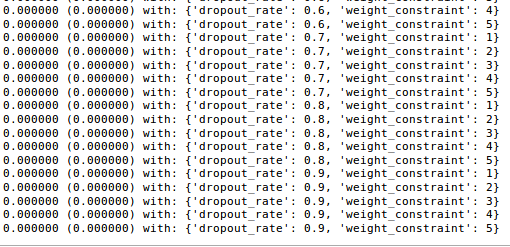 0.000000 (0.000000) with: {'dropout_rate': 0.6, 'weight_constraint': 4}
0.000000 (0.000000) with: {'dropout_rate': 0.6, 'weight_constraint': 5}
0.000000 (0.000000) with: {'dropout_rate': 0.7, 'weight_constraint': 1}
0.000000 (0.000000) with: {'dropout_rate': 0.7, 'weight_constraint': 2}
0.000000 (0.000000) with: {'dropout_rate': 0.7, 'weight_constraint': 3}
0.000000 (0.000000) with: {'dropout_rate': 0.7, 'weight_constraint': 4}
0.000000 (0.000000) with: {'dropout_rate': 0.7, 'weight_constraint': 5}
0.000000 (0.000000) with: {'dropout_rate': 0.8, 'weight_constraint': 1}
0.000000 (0.000000) with: {'dropout_rate': 0.8, 'weight_constraint': 2}
0.000000 (0.000000) with: {'dropout_rate': 0.8, 'weight_constraint': 3}
0.000000 (0.000000) with: {'dropout_rate': 0.8, 'weight_constraint': 4}
0.000000 (0.000000) with: {'dropout_rate': 0.8, 'weight_constraint': 5}
0.000000 (0.000000) with: {'dropout_rate': 0.9, 'weight_constraint': 1}
0.000000 (0.000000) with: {'dropout_rate': 0.9, 'weight_constraint': 2}
0.000000 (0.000000) with: {'dropout_rate': 0.9, 'weight_constraint': 3}
0.000000 (0.000000) with: {'dropout_rate': 0.9, 'weight_constraint': 4}
0.000000 (0.000000) with: {'dropout_rate': 0.9, 'weight_constraint': 5}